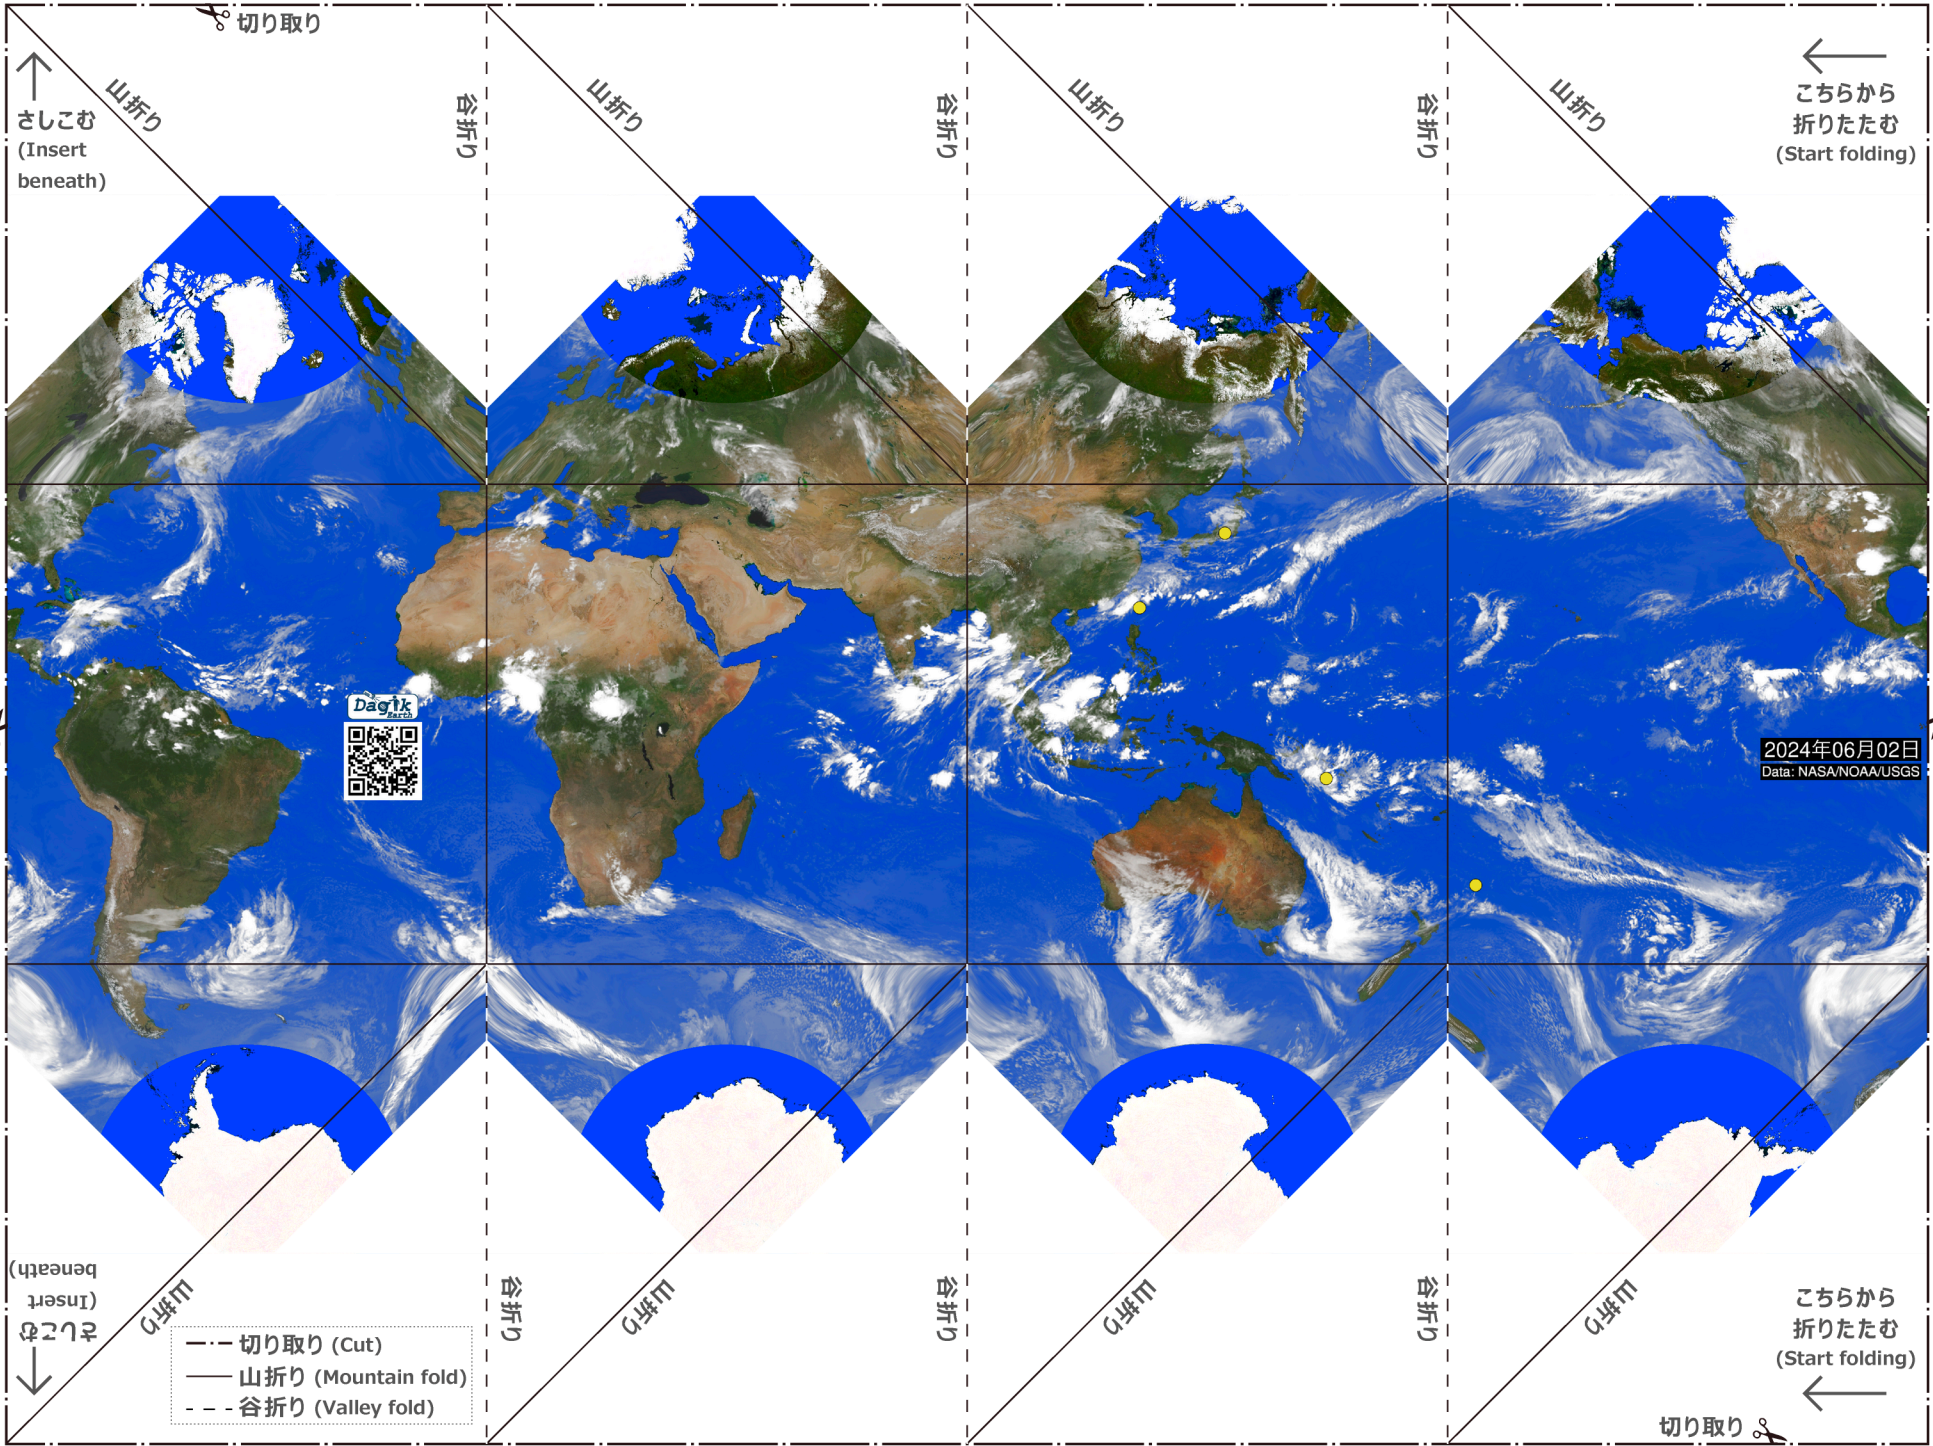 切り取り
山折り
谷折り
山折り
谷折り
山折り
谷折り
山折り
さしこむ
(Insert
beneath)
こちらから
折りたたむ
(Start folding)
Dagik
Earth
2024年06月02日
Data: NASA/NOAA/USGS
さしこむ
(Insert
beneath)
山折り
谷折り
山折り
谷折り
山折り
谷折り
山折り
こちらから
折りたたむ
(Start folding)
切り取り (Cut)
山折り (Mountain fold)
谷折り (Valley fold)
切り取り